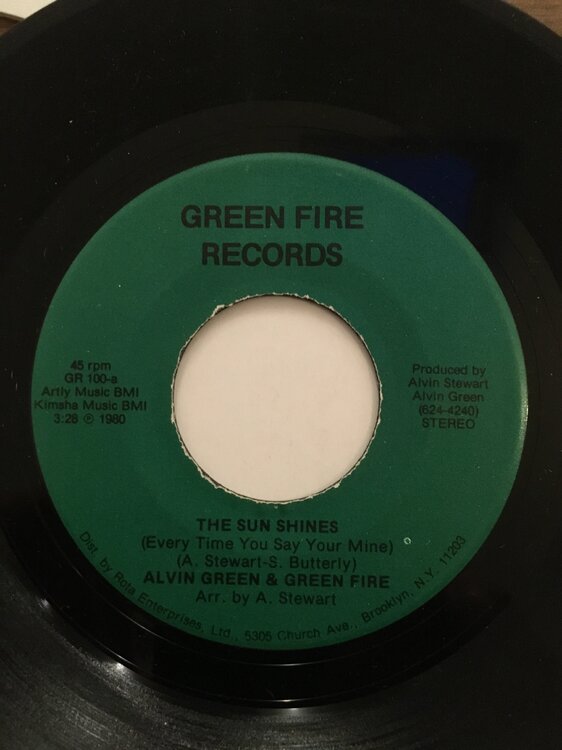 GREEN FIRE
RECORDS
45 rpm
GR 100-a
Artly Music BMI
Kimsha Music BMI
3:28 ℗ 1980
Produced by
Alvin Stewart
Alvin Green
(624-4240)
STEREO
THE SUN SHINES
(Every Time You Say Your Mine)
(A. Stewart-S. Butterly)
ALVIN GREEN & GREEN FIRE
Arr. by A. Stewart
Dist. by Rota Enterprises, Ltd., 5305 Church Ave., Brooklyn, N.Y. 11203